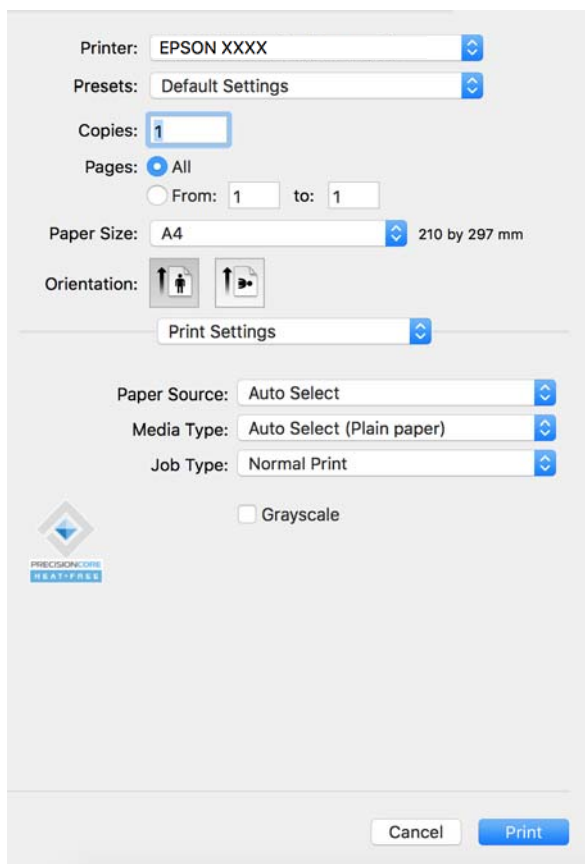 Printer: EPSON XXXX
Presets: Default Settings
Copies: 1
Pages: All
From: 1 to: 1
Paper Size: A4 210 by 297 mm
Orientation:
Print Settings
Paper Source: Auto Select
Media Type: Auto Select (Plain paper)
Job Type: Normal Print
Grayscale
PRECISIONCORE
HEAT-FREE
Cancel Print